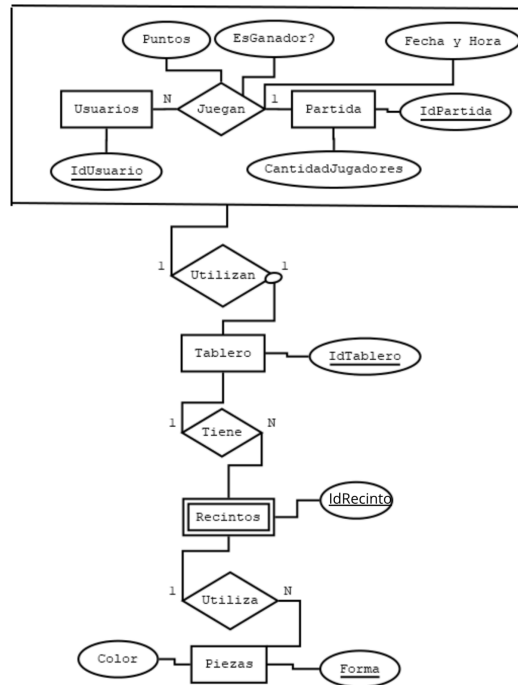 Puntos
EsGanador?
Fecha y Hora
Usuarios
N
Juegan
1
Partida
IdPartida
IdUsuario
CantidadJugadores
1
Utilizan
1
Tablero
IdTablero
1
Tiene
N
Recintos
IdRecinto
1
Utiliza
N
Color
Piezas
Forma